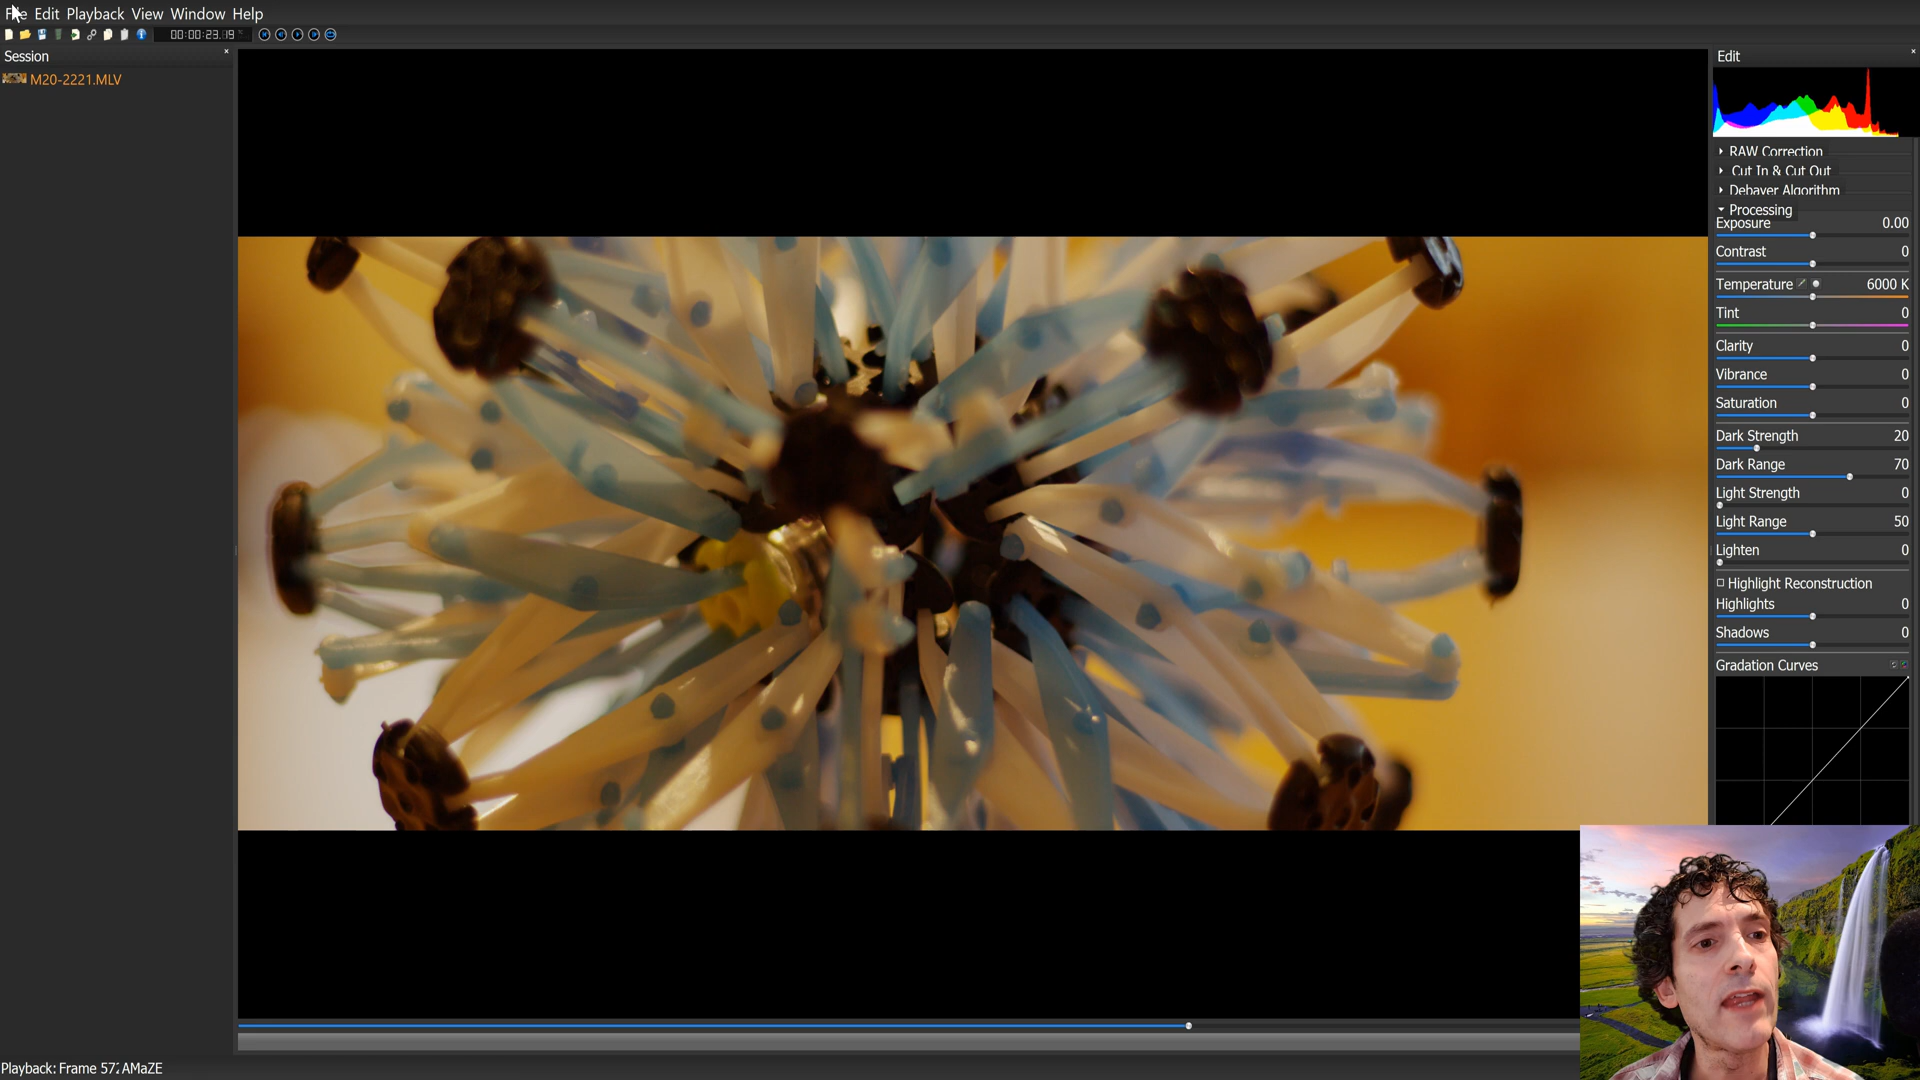 File Edit Playback View Window Help
00:00:23.19
Session
M20-2221.MLV
Edit
RAW Correction
Cut In & Cut Out
Debayer Algorithm
Processing
Exposure 0.00
Contrast 0
Temperature 6000 K
Tint 0
Clarity 0
Vibrance 0
Saturation 0
Dark Strength 20
Dark Range 70
Light Strength 0
Light Range 50
Lighten 0
Highlight Reconstruction
Highlights 0
Shadows 0
Gradation Curves
Playback: Frame 572 AMaZE